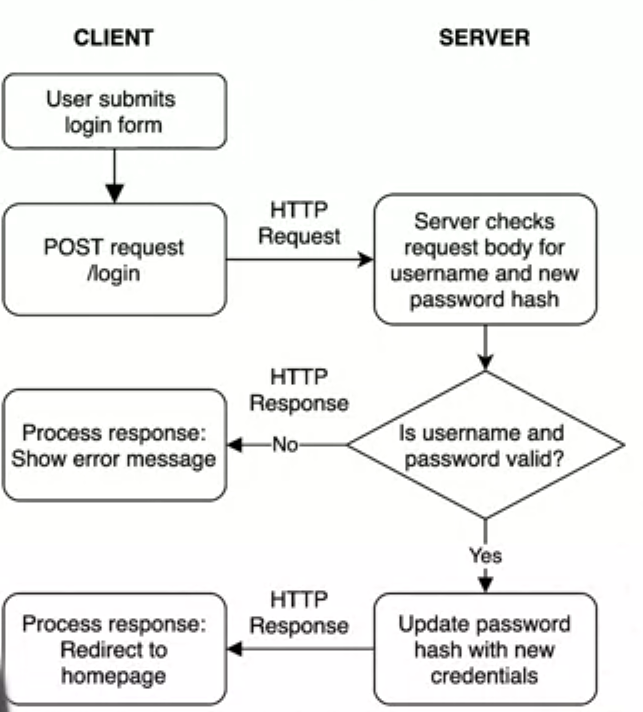 CLIENT
SERVER
User submits
login form
POST request
/login
HTTP
Request
Server checks
request body for
username and new
password hash
HTTP
Response
Process response:
Show error message
No
Is username and
password valid?
Yes
HTTP
Response
Process response:
Redirect to
homepage
Update password
hash with new
credentials